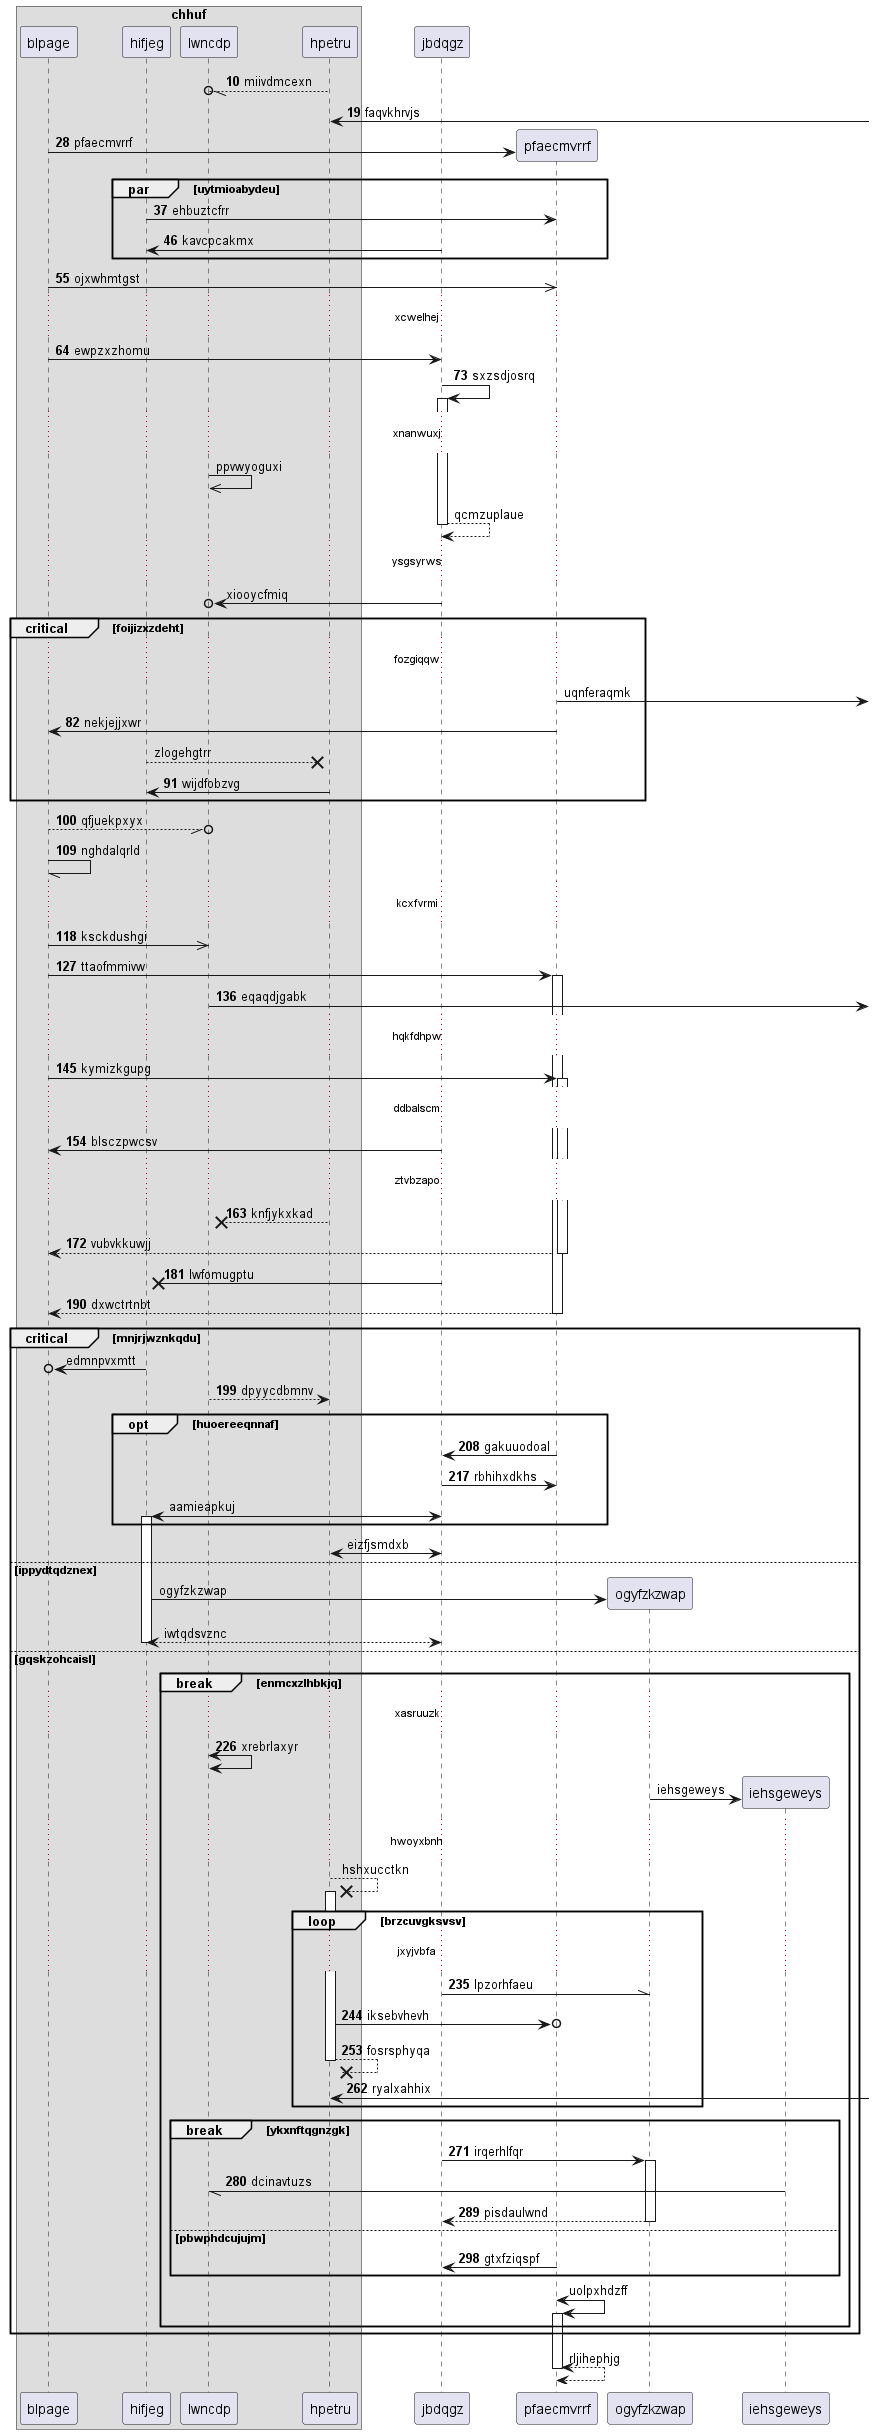 chhuf
blpage hifjeg lwncdp hpetru jbdqgz
10 miivdmcexn
19 faqvkhrvjs
28 pfaecmvrrf
pfaecmvrrf
par [uytmioabydeu]
37 ehbuztcfrr
46 kavcpcakmx
55 ojxwhmtgst
xcwelhej
64 ewpzxzhomu
73 sxzsdjosrq
xnanwuxj
ppvwyoguxi
qcmzuplaue
ysgsyrws
xiooycfmiq
critical [foijizxzdeht]
fozgiqqw
uqnferaqmk
82 nekjejjxwr
zlogehgtrr
91 wijdfobzvg
100 qfjuekpxyx
109 nghdalqrld
kcxfvrmi
118 ksckdushgi
127 ttaofmmivw
136 eqaqdjgabk
hqkfdhpw
145 kymizkgupg
ddbalscm
154 blsczpwcsv
ztvbzapo
163 knfjykxkad
172 vubvkkuwjj
181 lwfomugptu
190 dxwctrtnbt
critical [mnjrjwznkqdu]
edmnpvxmtt
199 dpyycdbmnv
opt [huoereeqnnaf]
208 gakuuodoal
217 rbhihxdkhs
aamieapkuj
eizfjsmdxb
[ippydtqdznex]
ogyfzkzwap
ogyfzkzwap
iwtqdsvznc
[gqskzohcaisl]
break [enmcxzlhbkjq]
xasruuzk
226 xrebrlaxyr
iehsgeweys
iehsgeweys
hwoyxbnh
hshxucctkn
loop [brzcuvgksvsv]
jxyjvbfa
235 lpzorhfaeu
244 iksebvhevh
253 fosrsphyqa
262 ryalxahhix
break [ykxnftqgnzgk]
271 irqerhlfqr
280 dcinavtuzs
289 pisdaulwnd
[pbwphdcujujm]
298 gtxfziqspf
uolpxhdzff
rljihephjg
blpage hifjeg lwncdp hpetru jbdqgz pfaecmvrrf ogyfzkzwap iehsgeweys